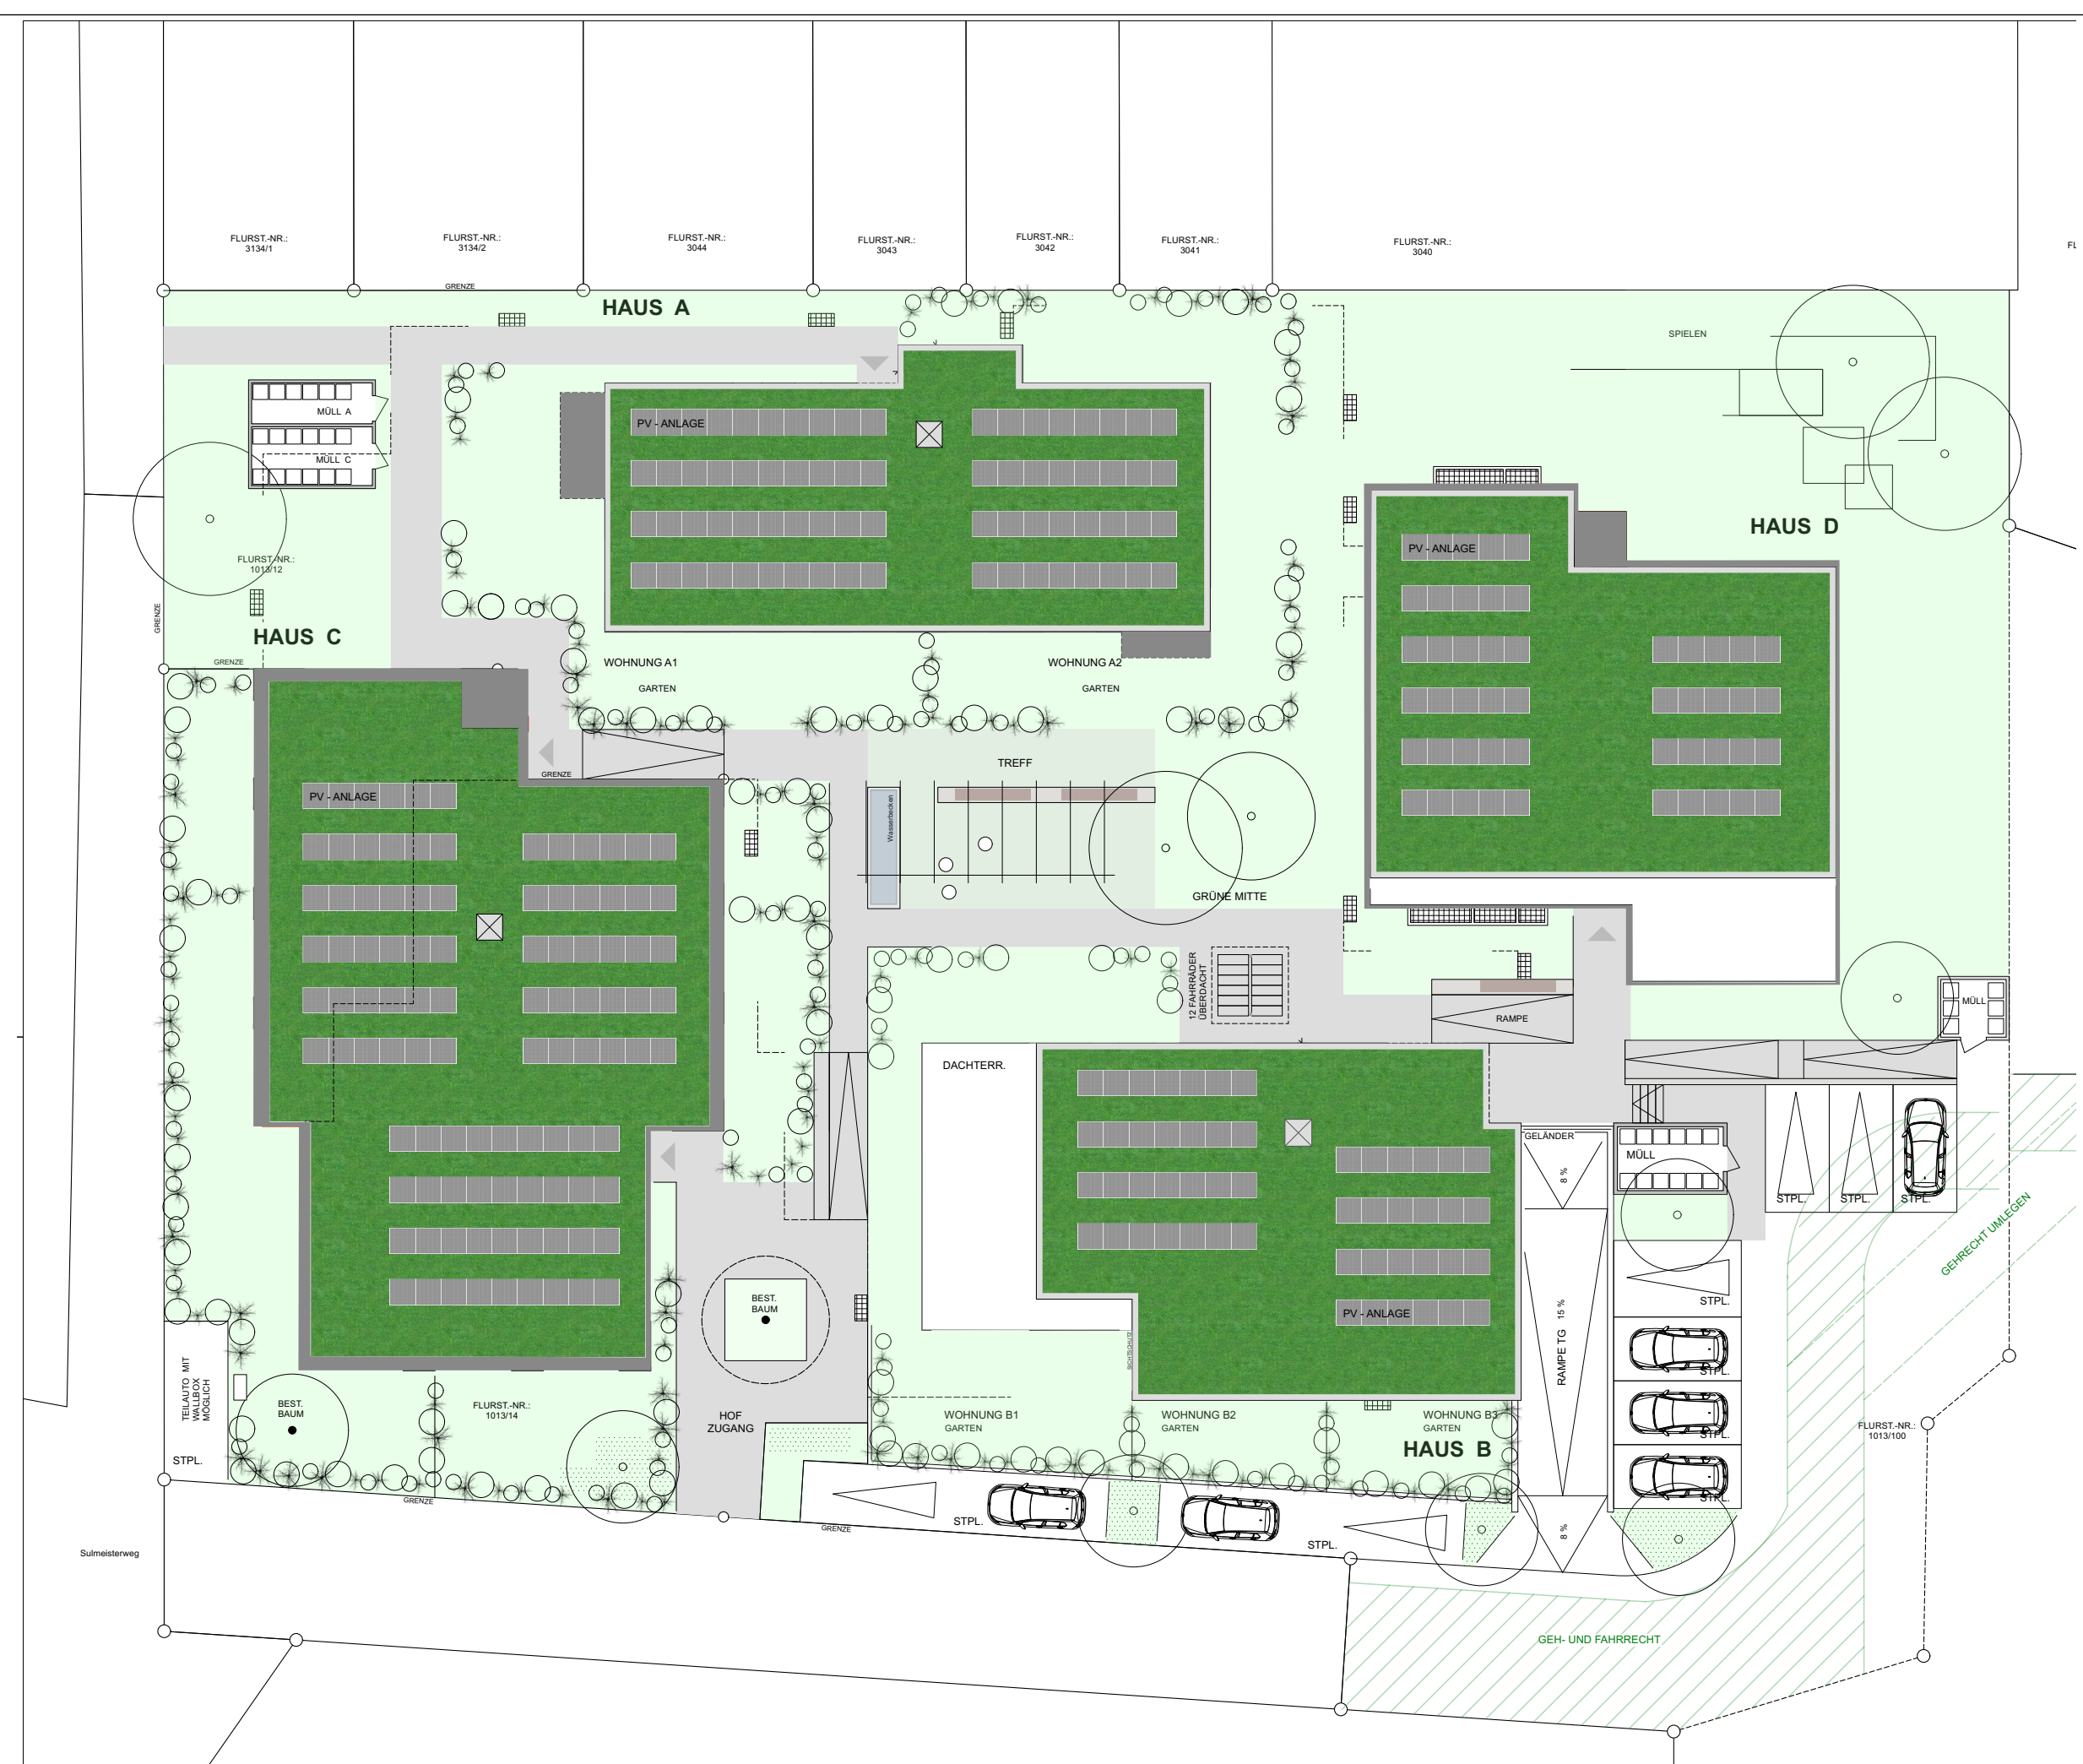 FLURST.-NR.:
3134/1
FLURST.-NR.:
3134/2
FLURST.-NR.:
3044
FLURST.-NR.:
3043
FLURST.-NR.:
3042
FLURST.-NR.:
3041
FLURST.-NR.:
3040
FL
GRENZE
HAUS A
SPIELEN
MÜLL A
MÜLL C
PV - ANLAGE
FLURST.-NR.:
1013/12
GRENZE
HAUS C
GRENZE
HAUS D
PV - ANLAGE
WOHNUNG A1
GARTEN
WOHNUNG A2
GARTEN
GRENZE
TREFF
PV - ANLAGE
Wasserbecken
GRÜNE MITTE
12 FAHRRÄDER
ÜBERDACHT
RAMPE
MÜLL
DACHTERR.
GELÄNDER
8 %
MÜLL
STPL.
STPL.
STPL.
GEHRECHT UMLEGEN
BEST.
BAUM
PV - ANLAGE
RAMPE TG 15 %
STPL.
STPL.
STPL.
STPL.
SICHTSCHUTZ
TEILAUTO MIT
WALLBOX
MÖGLICH
BEST.
BAUM
FLURST.-NR.:
1013/14
HOF
ZUGANG
WOHNUNG B1
GARTEN
WOHNUNG B2
GARTEN
WOHNUNG B3
GARTEN
HAUS B
FLURST.-NR.:
1013/100
STPL.
GRENZE
STPL.
GRENZE
STPL.
8 %
Sulmeisterweg
GEH- UND FAHRRECHT